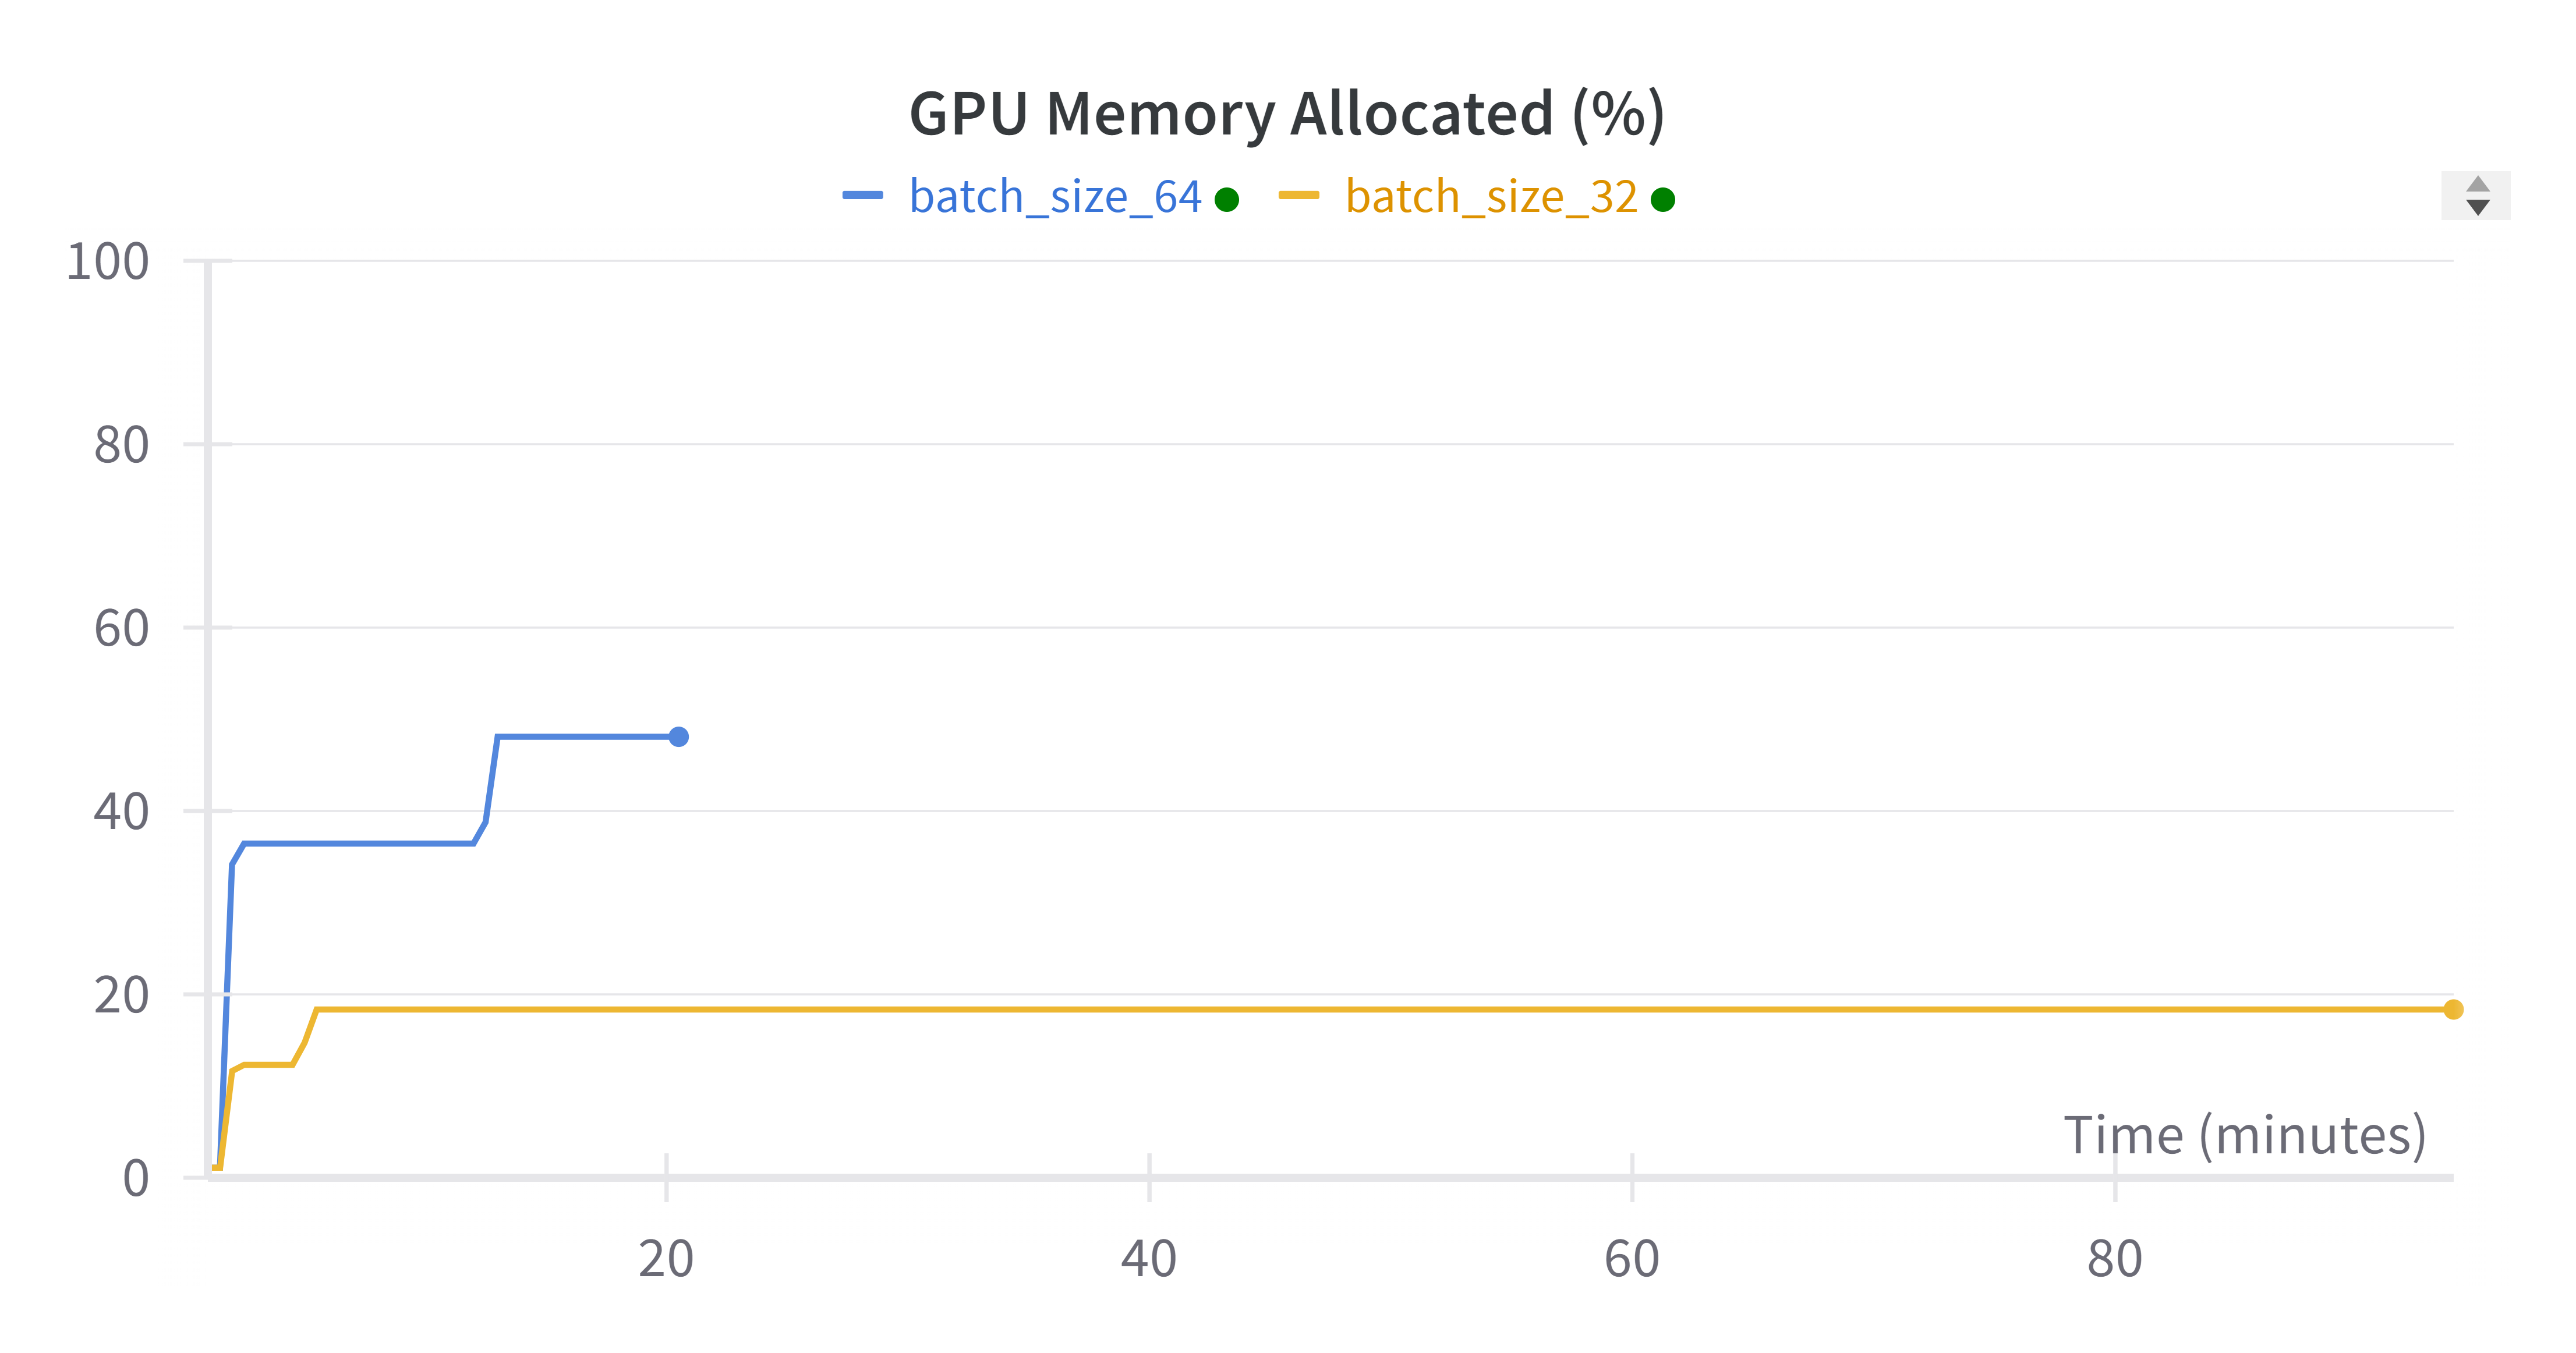 GPU Memory Allocated (%)
batch_size_64 batch_size_32
100
80
60
40
20
0
Time (minutes)
20 40 60 80